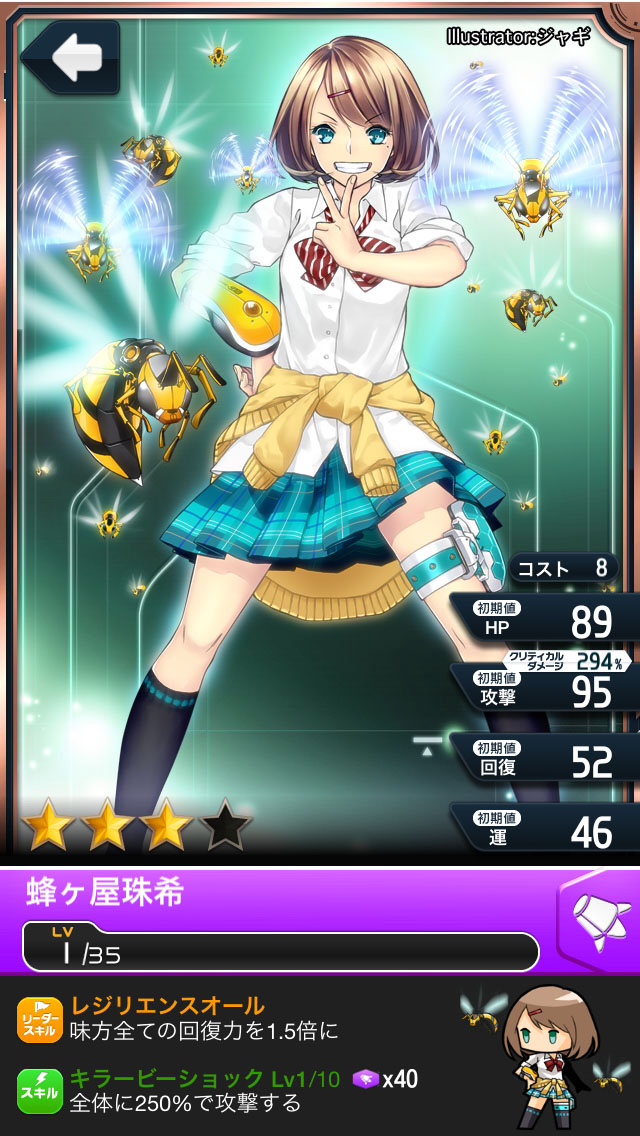 Illustrator:ジャギ
コスト 8
初期値
HP 89
クリティカル
ダメージ 294%
初期値
攻撃 95
初期値
回復 52
初期値
運 46
蜂ヶ屋珠希
LV
1/35
リーダー
スキル
レジリエンスオール
味方全ての回復力を1.5倍に
スキル
キラービーショック Lv1/10 x40
全体に250%で攻撃する